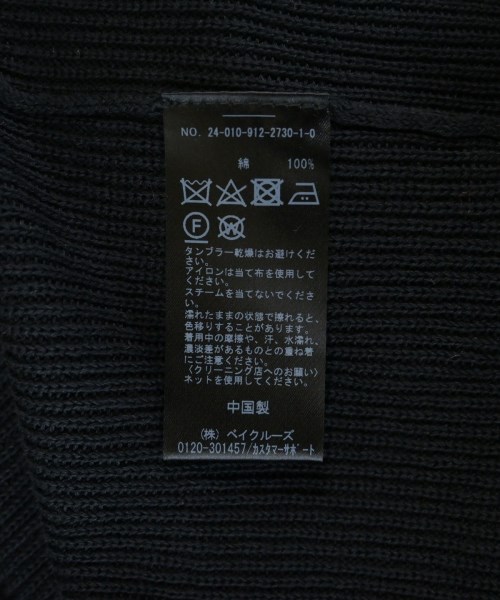 NO. 24-010-912-2730-1-0
綿 100%
F W
タンブラー乾燥はお避けくだ
さい。
アイロンは当て布を使用して
ください。
スチームを当てないでくださ
い。
濡れたままの状態で擦れると、
色移りすることがあります。
着用中の摩擦や、汗、水濡れ、
濃淡差があるものとの重ね着
にご注意ください。
〈クリーニング店へのお願い〉
ネットを使用してください。
中国製
(株) ベイクルーズ
0120-301457/カスタマーサポート